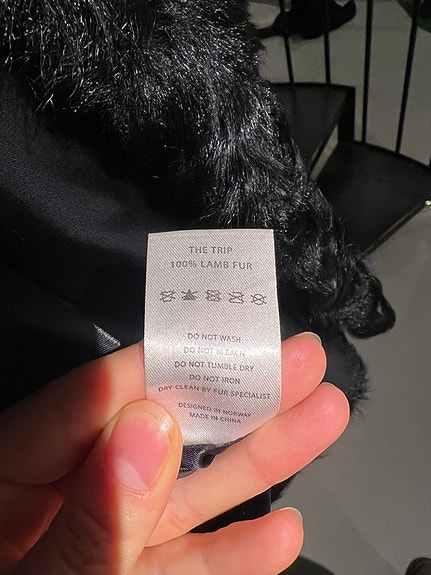 THE TRIP
100% LAMB FUR
DO NOT WASH
DO NOT BLEACH
DO NOT TUMBLE DRY
DO NOT IRON
DRY CLEAN BY FUR SPECIALIST
DESIGNED IN NORWAY
MADE IN CHINA